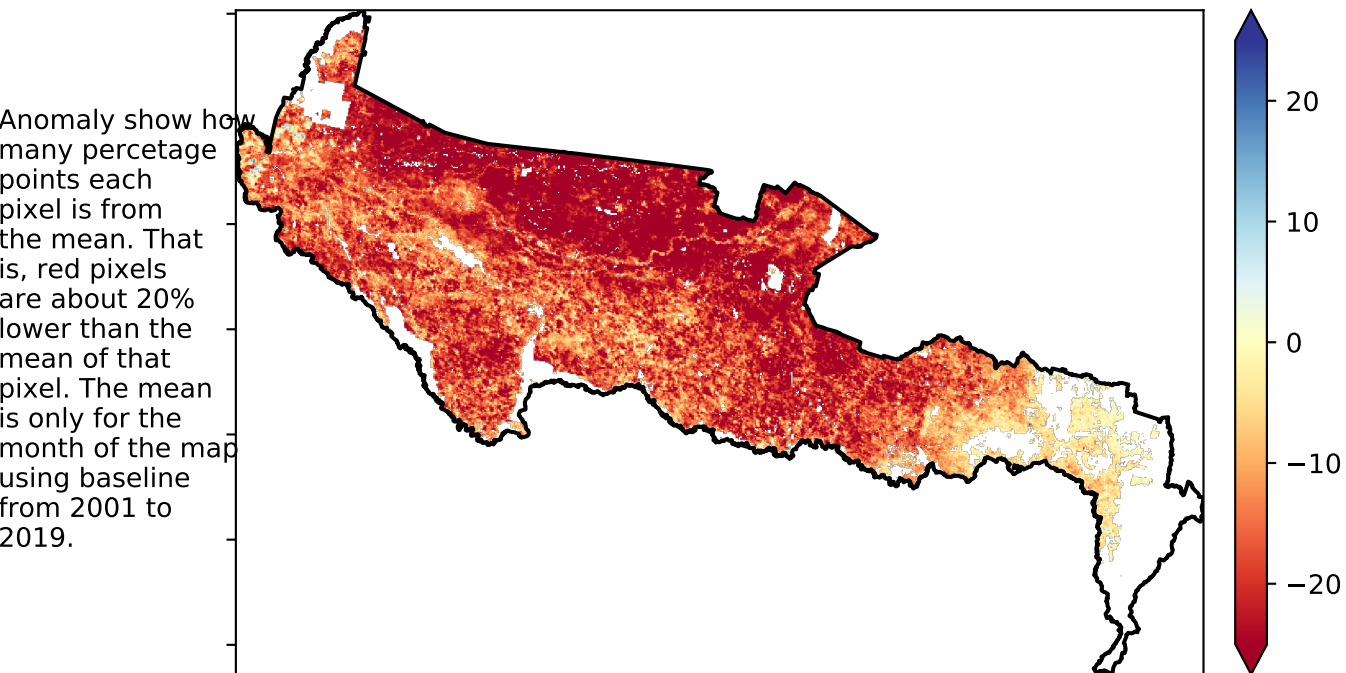 Anomaly show how
many percetage
points each
pixel is from
the mean. That
is, red pixels
are about 20%
lower than the
mean of that
pixel. The mean
is only for the
month of the map
using baseline
from 2001 to
2019.
20
10
0
−10
−20